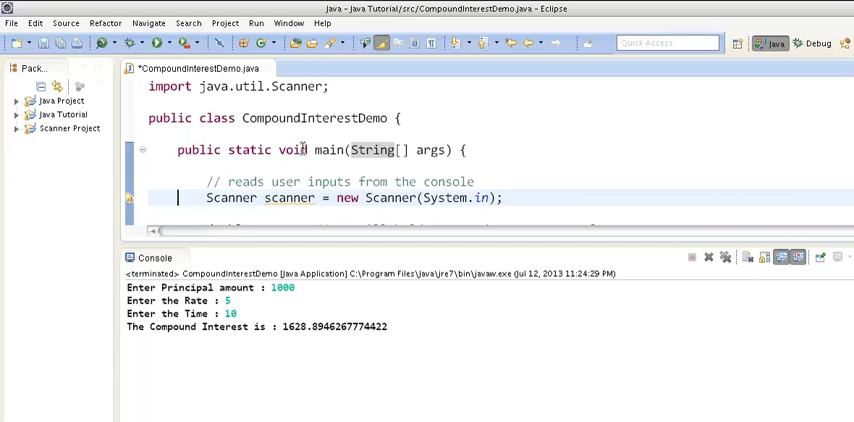 Java - Java Tutorial/src/CompoundInterestDemo.java - Eclipse
File Edit Source Refactor Navigate Search Project Run Window Help
Quick Access
Java
Debug
Pack...
*CompoundInterestDemo.java
Java Project
Java Tutorial
Scanner Project
import java.util.Scanner;
public class CompoundInterestDemo {
public static void main(String[] args) {
// reads user inputs from the console
Scanner scanner = new Scanner(System.in);
Console
<terminated> CompoundInterestDemo [Java Application] C:\Program Files\Java\jre7\bin\javaw.exe (Jul 12, 2013 11:24:29 PM)
Enter Principal amount : 1000
Enter the Rate : 5
Enter the Time : 10
The Compound Interest is : 1628.8946267774422